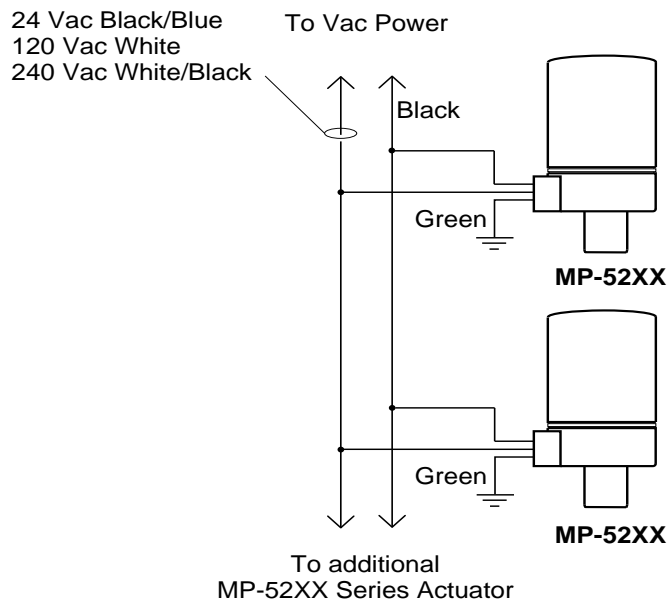 24 Vac Black/Blue
120 Vac White
240 Vac White/Black
To Vac Power
Black
Green
MP-52XX
Green
MP-52XX
To additional
MP-52XX Series Actuator